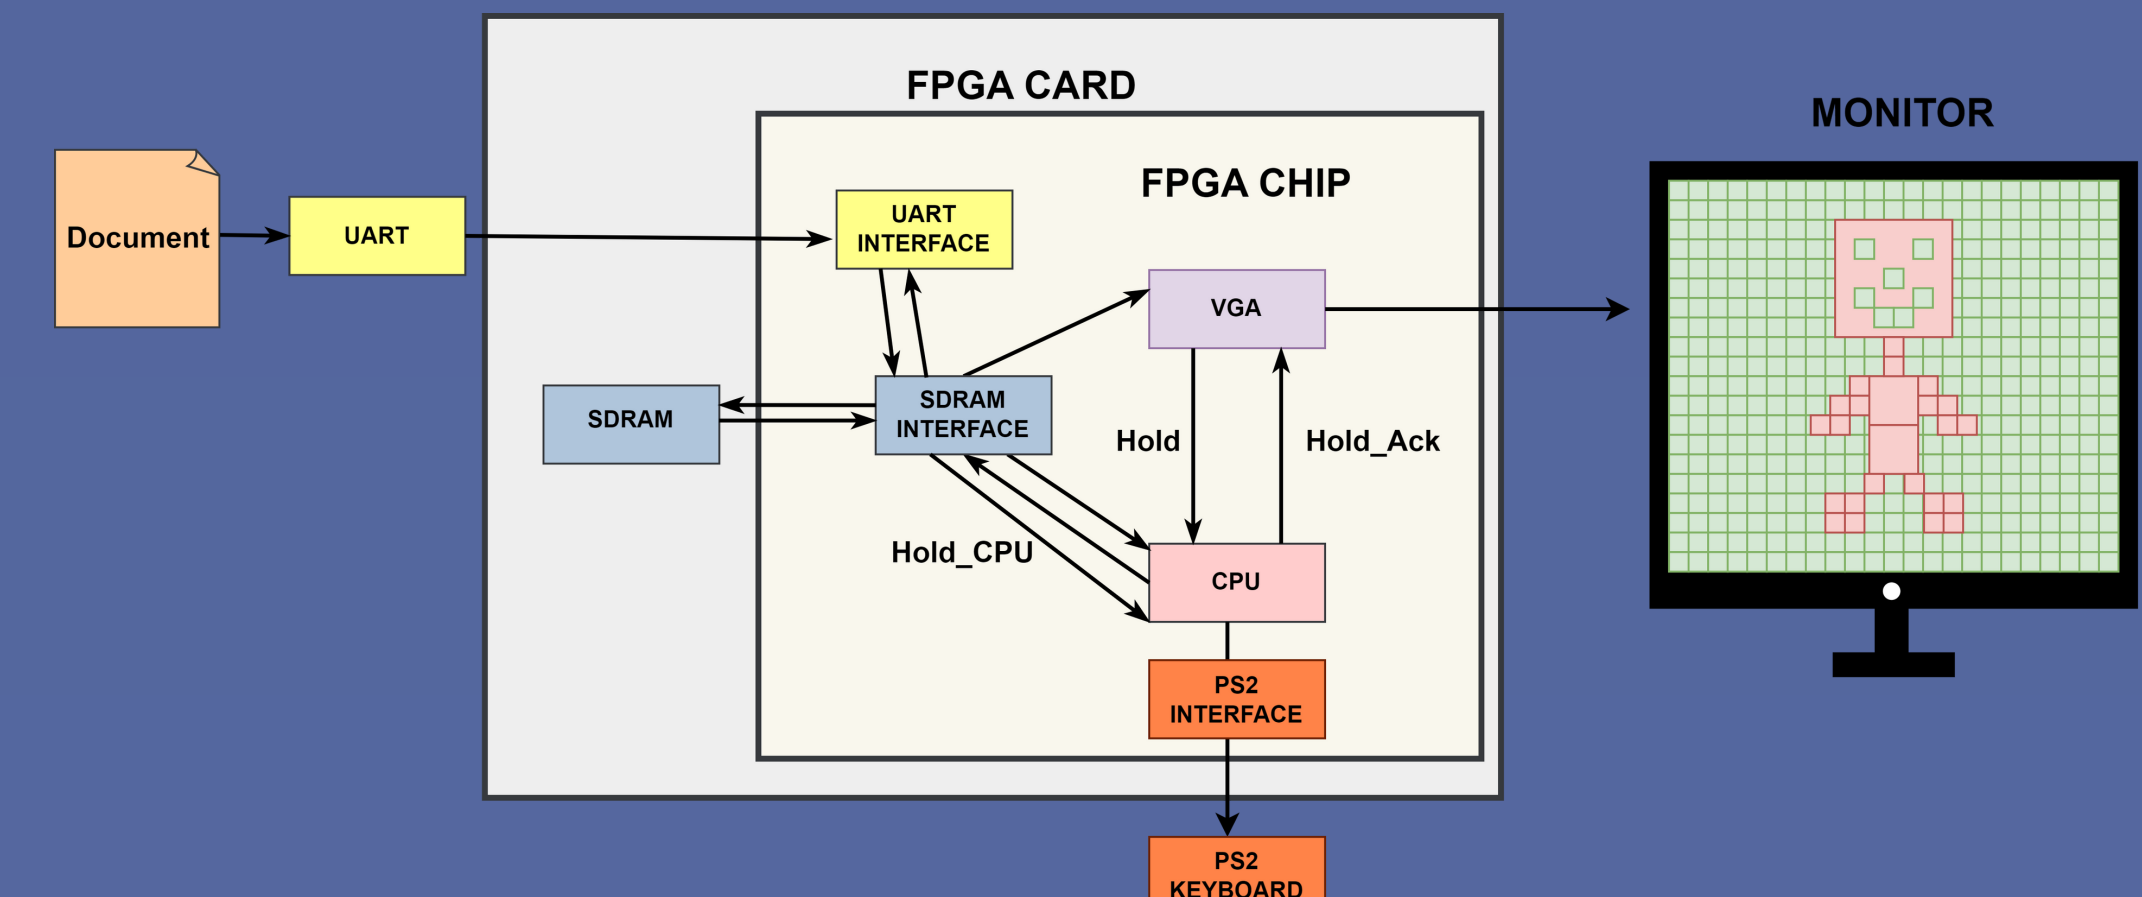 FPGA CARD
MONITOR
FPGA CHIP
Document
UART
UART
INTERFACE
VGA
SDRAM
SDRAM
INTERFACE
Hold
Hold_Ack
Hold_CPU
CPU
PS2
INTERFACE
PS2
KEYBOARD